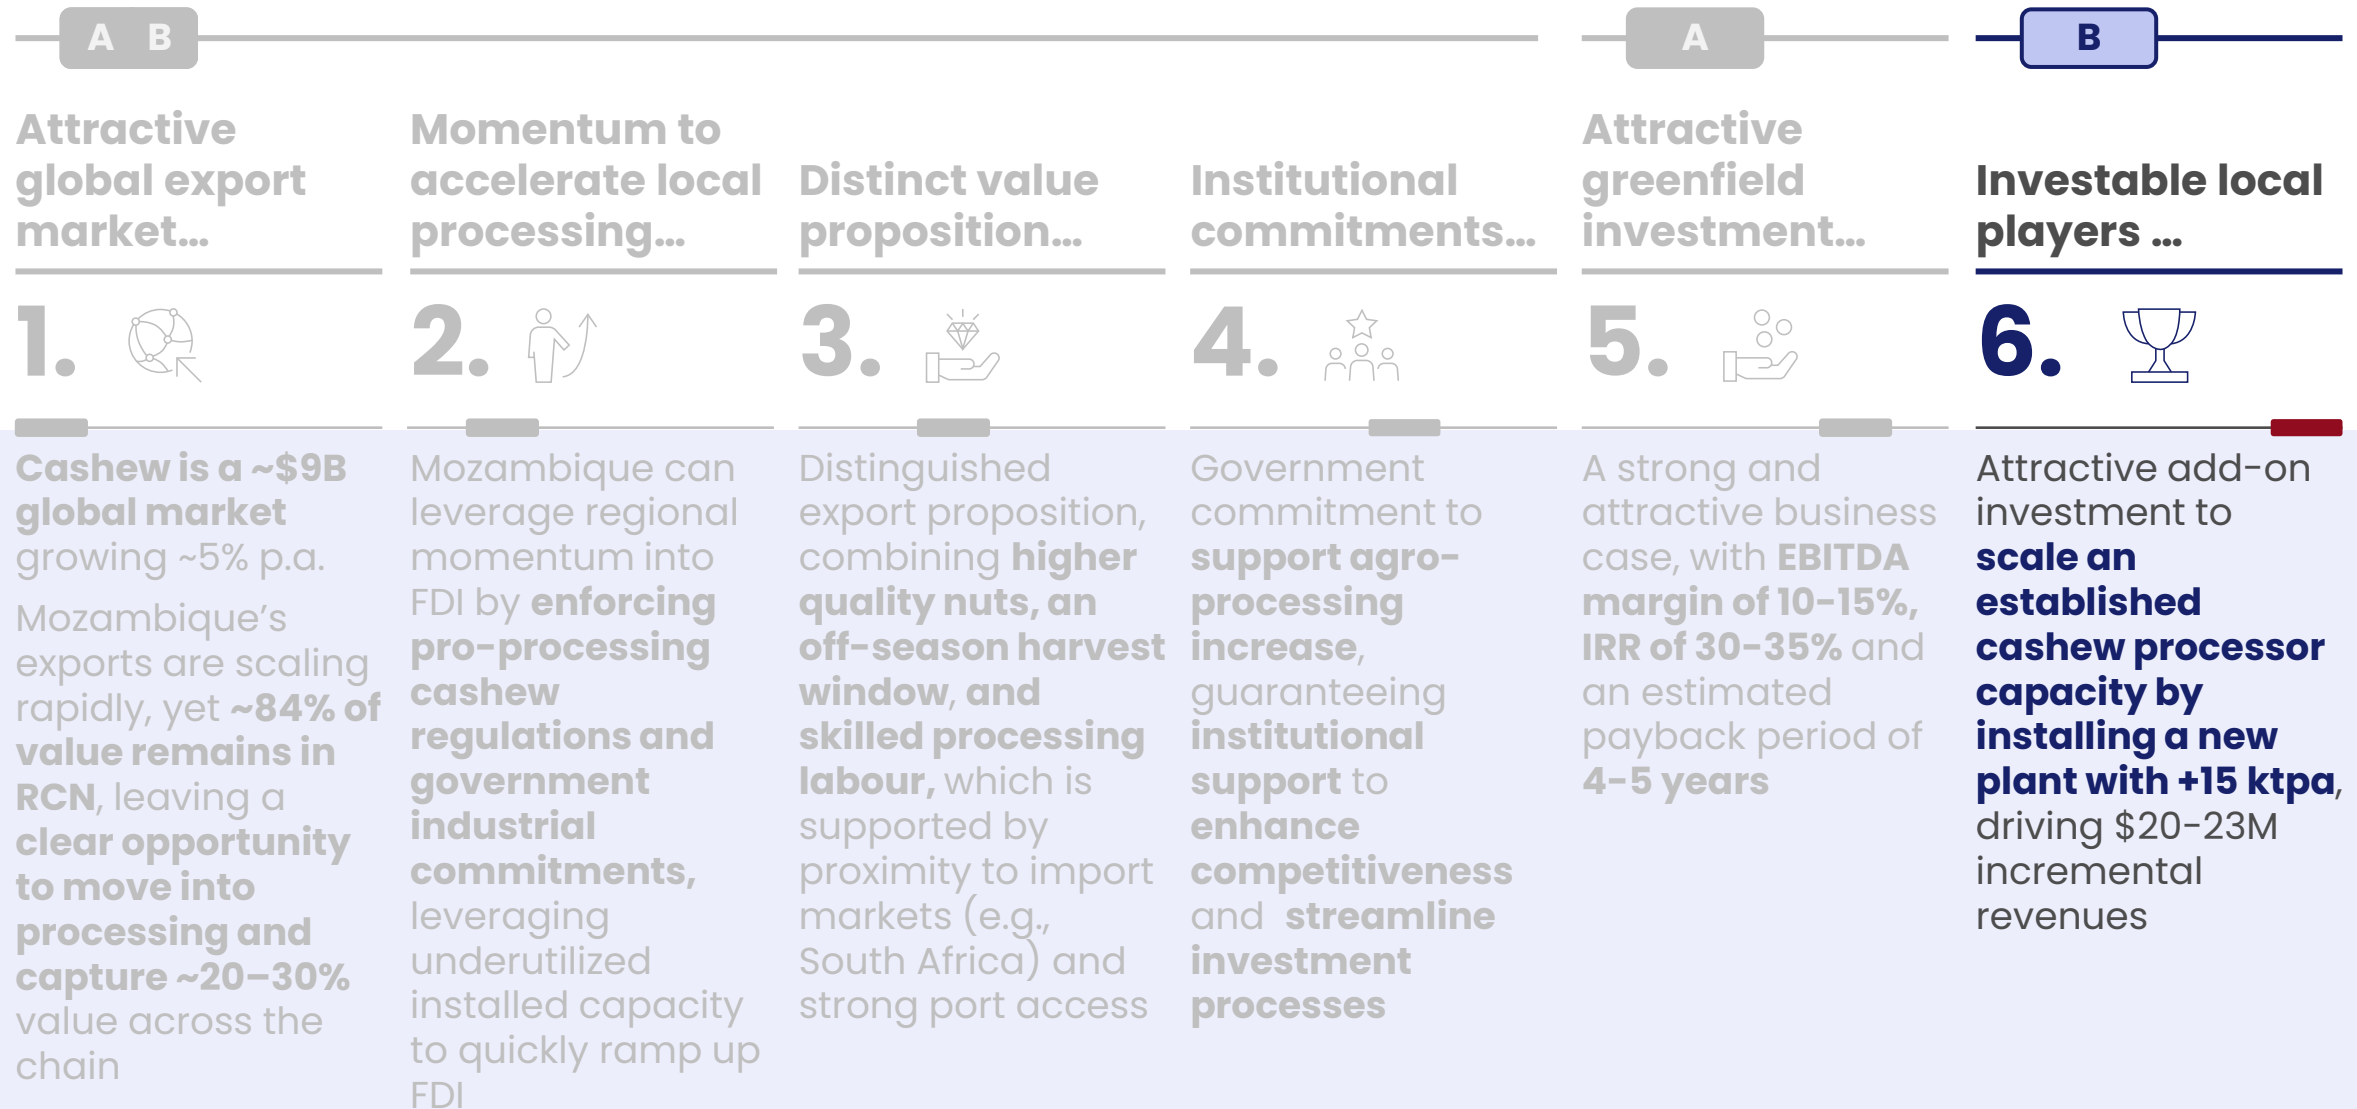 A B
A
B
Attractive
global export
market...
Momentum to
accelerate local
processing...
Distinct value
proposition...
Institutional
commitments...
Attractive
greenfield
investment...
Investable local
players ...
1.
2.
3.
4.
5.
6.
Cashew is a ~$9B
global market
growing ~5% p.a.
Mozambique’s
exports are scaling
rapidly, yet ~84% of
value remains in
RCN, leaving a
clear opportunity
to move into
processing and
capture ~20–30%
value across the
chain
Mozambique can
leverage regional
momentum into
FDI by enforcing
pro-processing
cashew
regulations and
government
industrial
commitments,
leveraging
underutilized
installed capacity
to quickly ramp up
FDI
Distinguished
export proposition,
combining higher
quality nuts, an
off-season harvest
window, and
skilled processing
labour, which is
supported by
proximity to import
markets (e.g.,
South Africa) and
strong port access
Government
commitment to
support agro-
processing
increase,
guaranteeing
institutional
support to
enhance
competitiveness
and streamline
investment
processes
A strong and
attractive business
case, with EBITDA
margin of 10-15%,
IRR of 30-35% and
an estimated
payback period of
4-5 years
Attractive add-on
investment to
scale an
established
cashew processor
capacity by
installing a new
plant with +15 ktpa,
driving $20-23M
incremental
revenues